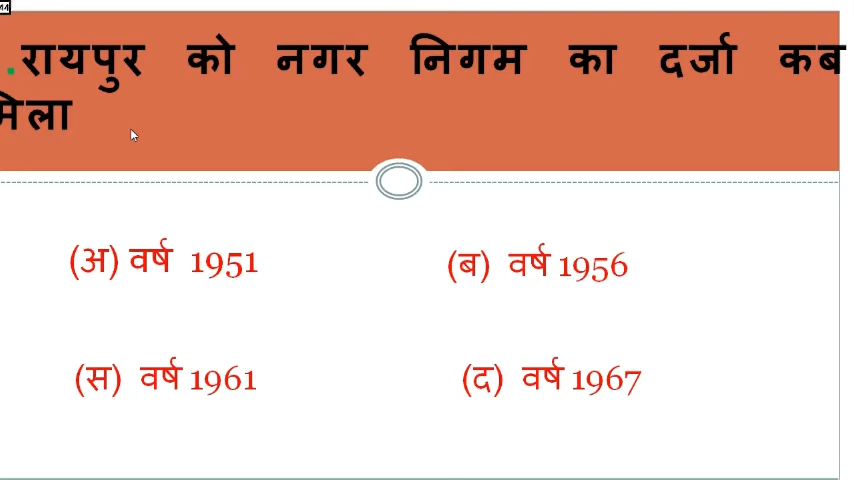 .रायपुर को नगर निगम का दर्जा कब
मिला
(अ) वर्ष 1951
(ब) वर्ष 1956
(स) वर्ष 1961
(द) वर्ष 1967